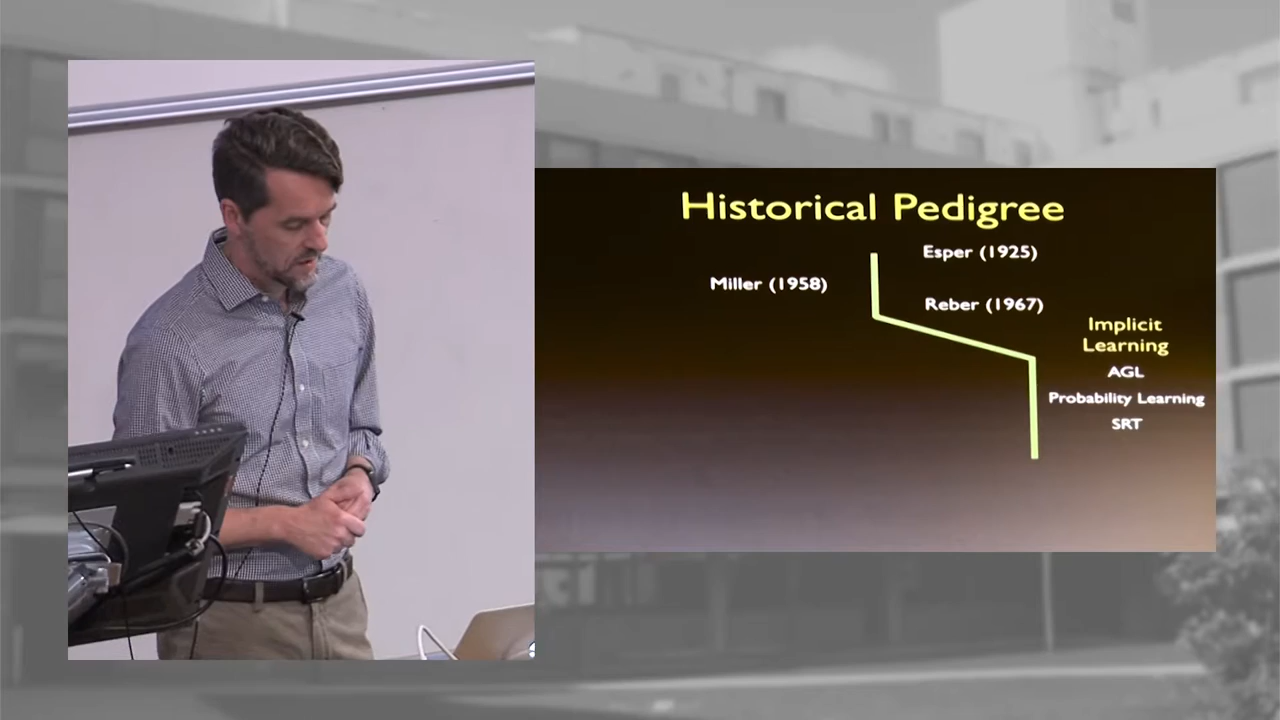 Historical Pedigree
Esper (1925)
Miller (1958)
Reber (1967)
Implicit
Learning
AGL
Probability Learning
SRT